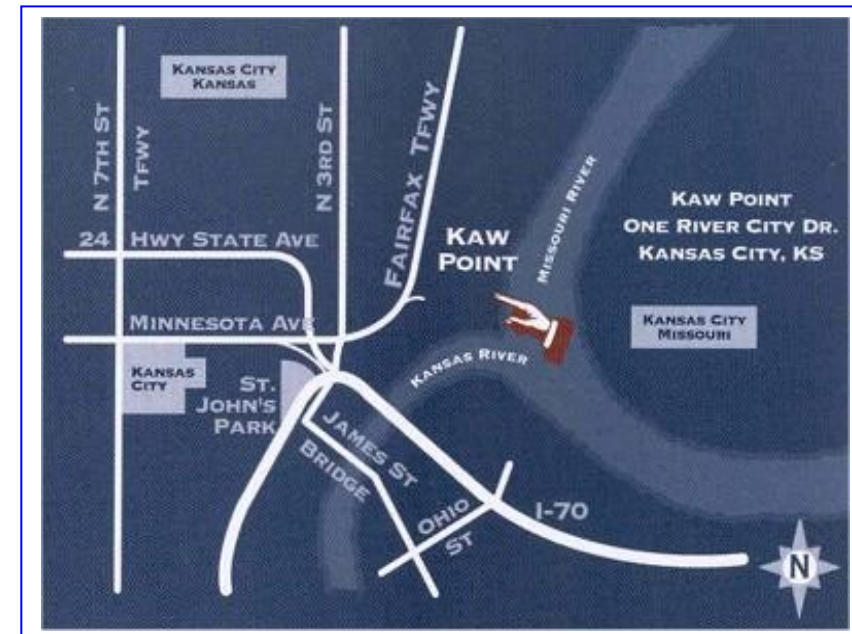 KANSAS CITY
KANSAS
N 7TH ST
TFWY
N 3RD ST
FAIRFAX TFWY
24 HWY STATE AVE
MINNESOTA AVE
KANSAS
CITY
ST.
JOHN'S
PARK
JAMES ST
BRIDGE
OHIO
ST
I-70
KAW
POINT
MISSOURI RIVER
KANSAS RIVER
KAW POINT
ONE RIVER CITY DR.
KANSAS CITY, KS
KANSAS CITY
MISSOURI
N